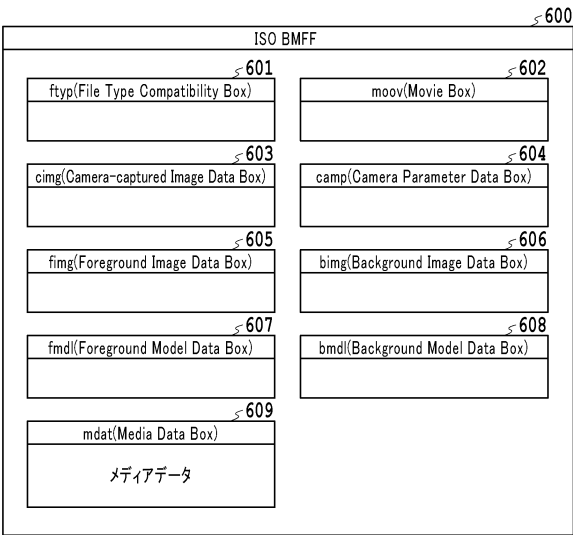 600
ISO BMFF
601
ftyp(File Type Compatibility Box)
602
moov(Movie Box)
603
cimg(Camera-captured Image Data Box)
604
camp(Camera Parameter Data Box)
605
fimg(Foreground Image Data Box)
606
bimg(Background Image Data Box)
607
fmdl(Foreground Model Data Box)
608
bmdl(Background Model Data Box)
609
mdat(Media Data Box)
メディアデータ